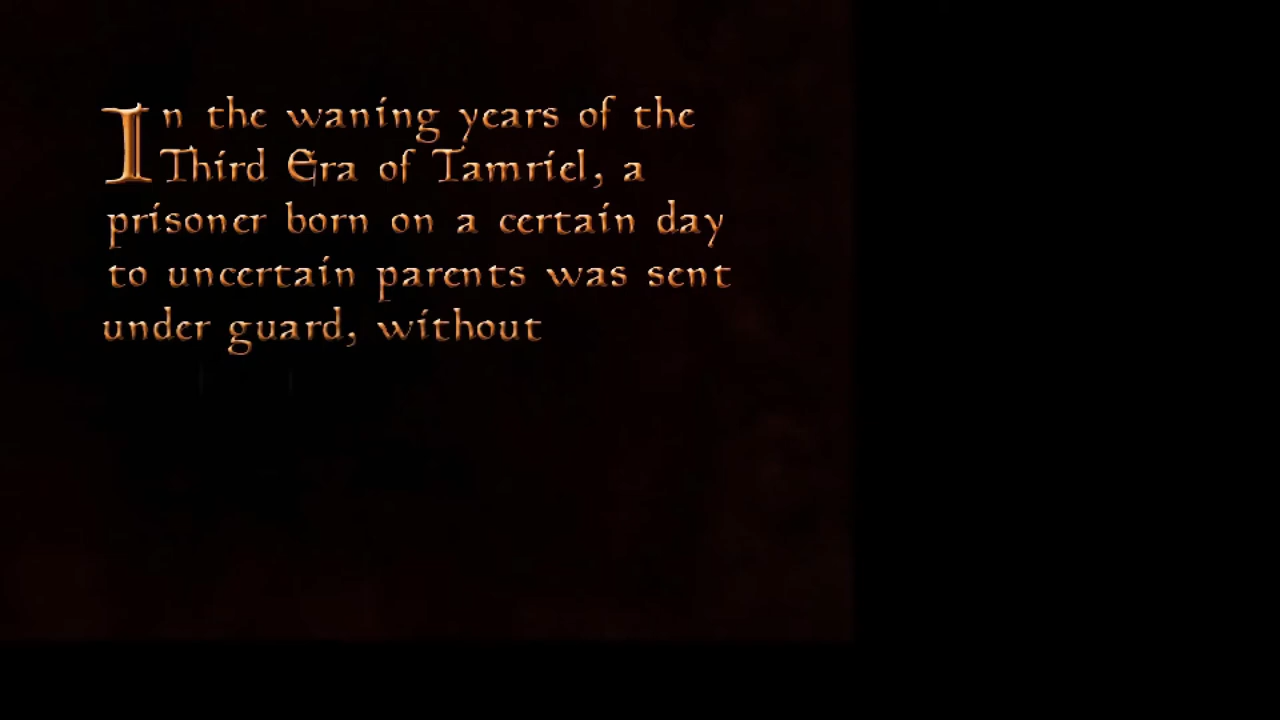 In the waning years of the
Third Era of Tamriel, a
prisoner born on a certain day
to uncertain parents was sent
under guard, without